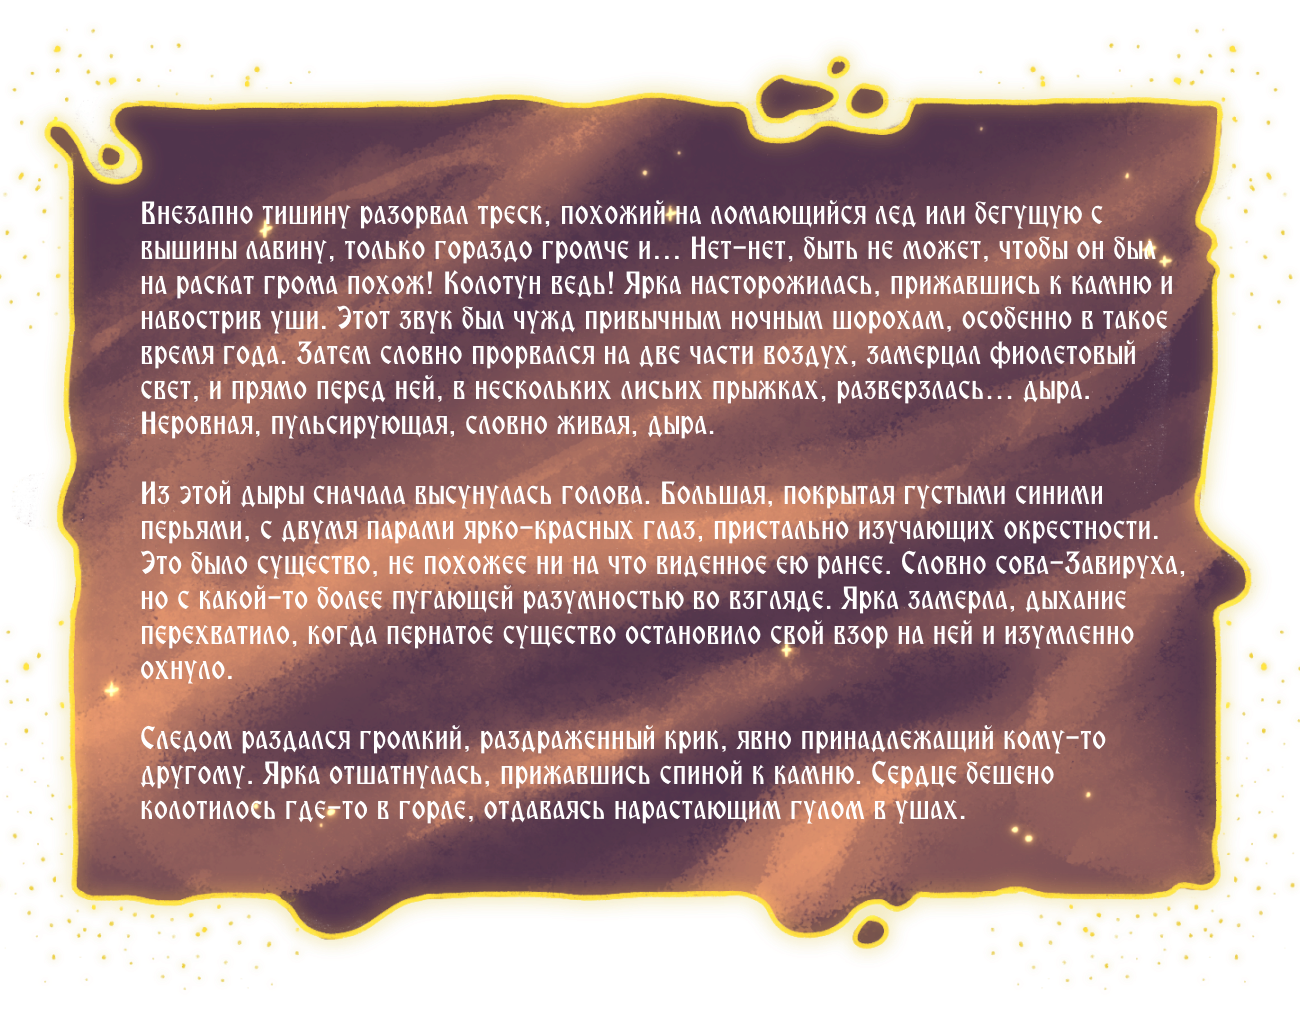 Внезапно тишину разорвал треск, похожий на ломающийся лед или бегущую с
вышины лавину, только гораздо громче и... Нет-нет, быть не может, чтобы он был
на раскат грома похож! Колотун ведь! Ярка насторожилась, прижавшись к камню и
навострив уши. Этот звук был чужд привычным ночным шорохам, особенно в такое
время года. Затем словно прорвался на две части воздух, замерцал фиолетовый
свет, и прямо перед ней, в нескольких лисьих прыжках, разверзлась... дыра.
Неровная, пульсирующая, словно живая, дыра.
Из этой дыры сначала высунулась голова. Большая, покрытая густыми синими
перьями, с двумя парами ярко-красных глаз, пристально изучающих окрестности.
Это было существо, не похожее ни на что виденное ею ранее. Словно сова-Завируха,
но с какой-то более пугающей разумностью во взгляде. Ярка замерла, дыхание
перехватило, когда пернатое существо остановило свой взор на ней и изумленно
охнуло.
Следом раздался громкий, раздраженный крик, явно принадлежащий кому-то
другому. Ярка отшатнулась, прижавшись спиной к камню. Сердце бешено
колотилось где-то в горле, отдаваясь нарастающим гулом в ушах.